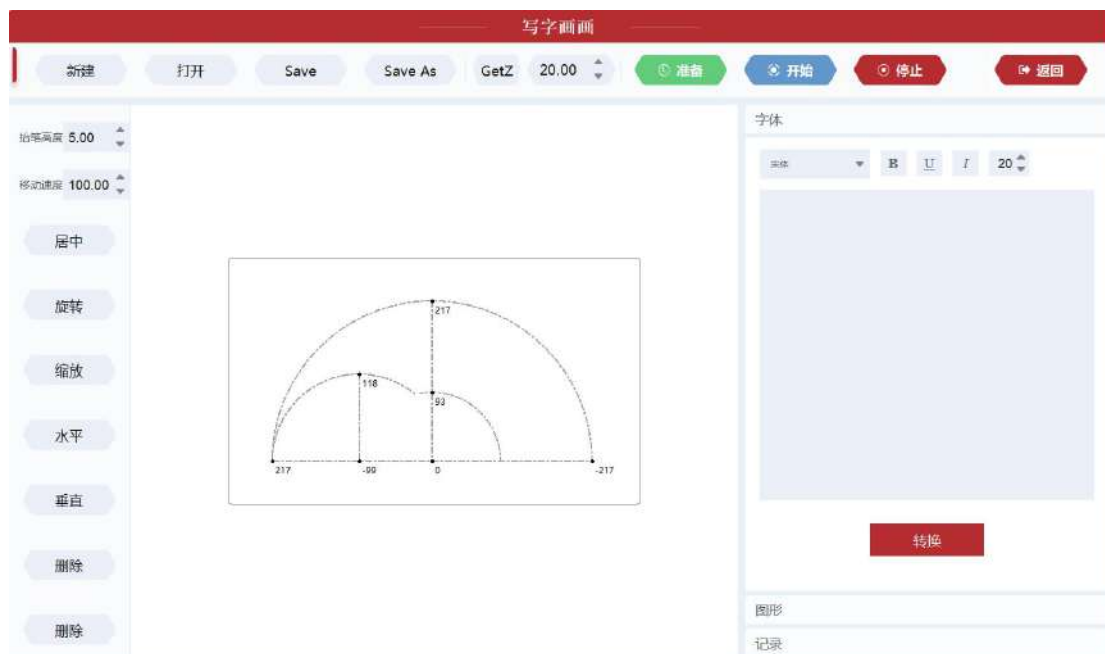 写字画画
新建 打开 Save Save As GetZ 20.00 准备 开始 停止 返回
抬笔高度 5.00
移动速度 100.00
居中
旋转
缩放
水平
垂直
删除
删除
217
118
93
217 -99 0 -217
字体
宋体 B U I 20
转换
图形
记录